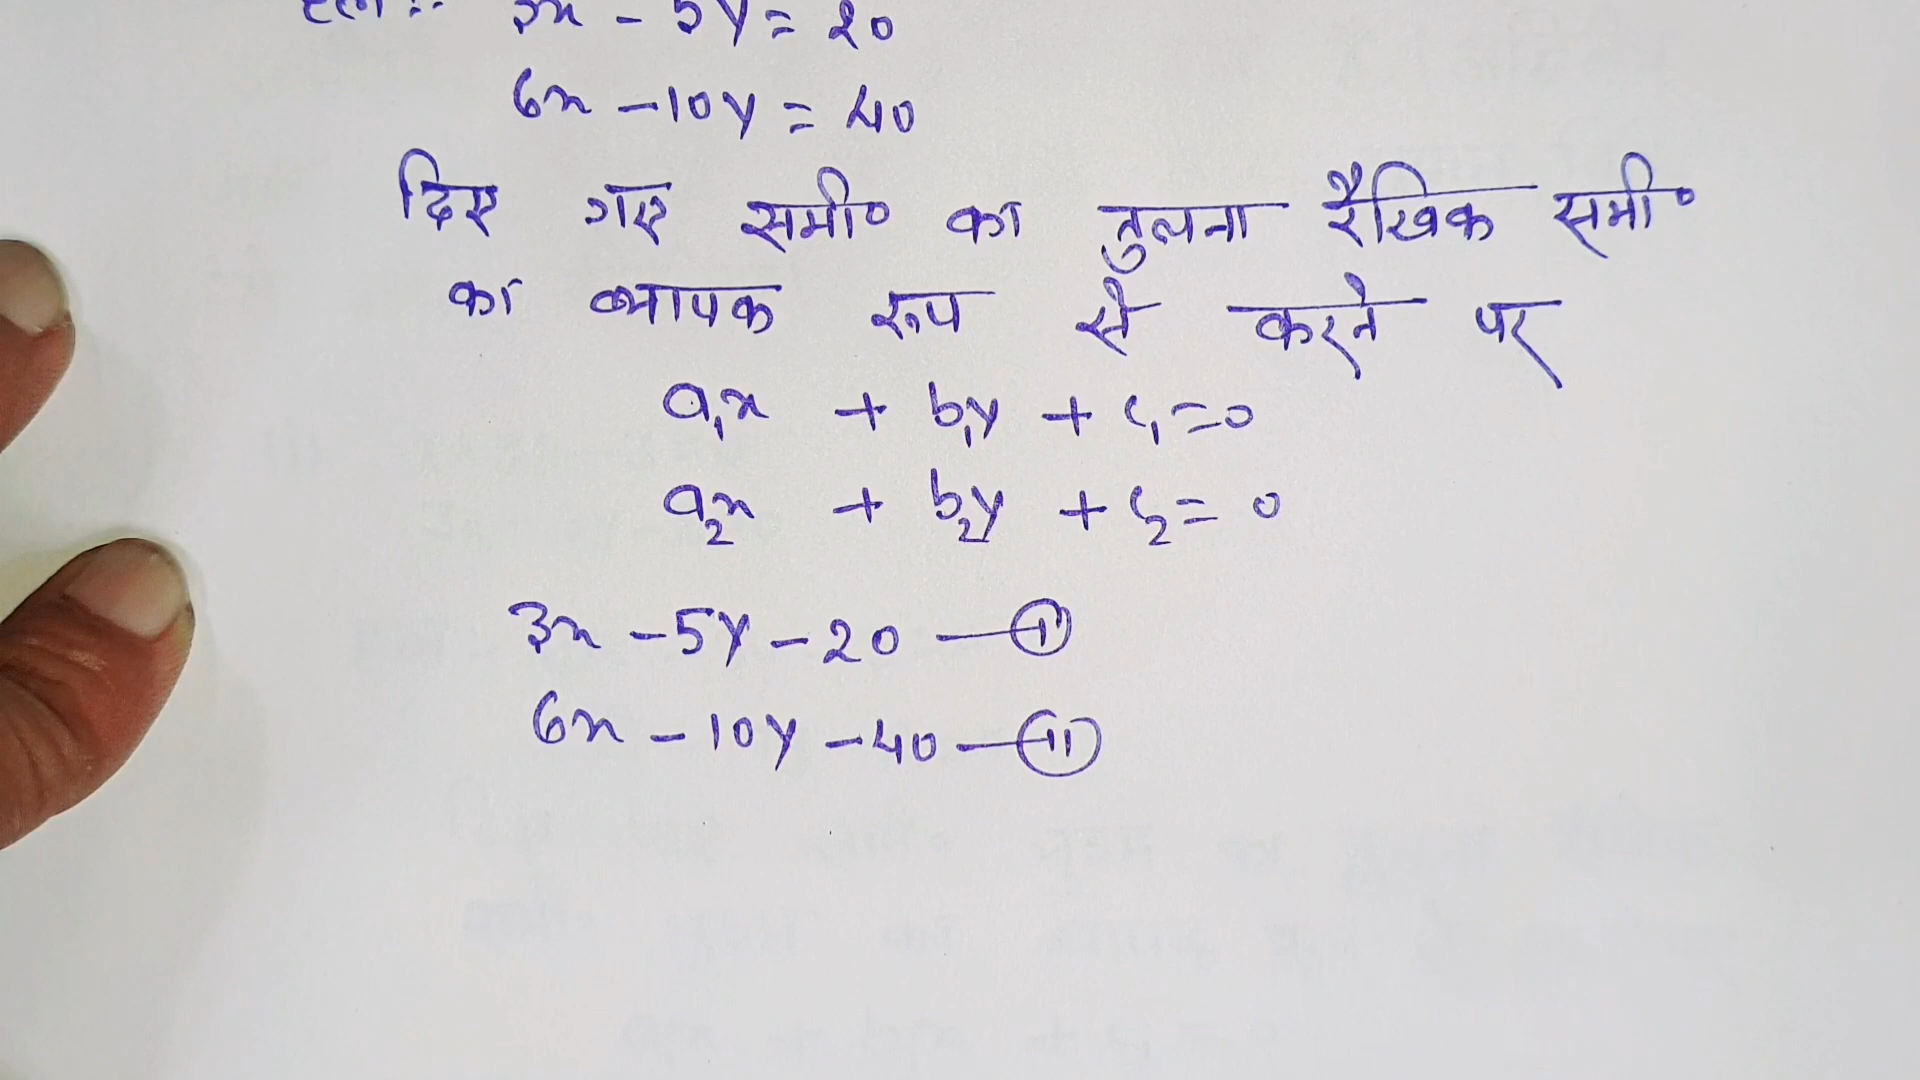 हल :- 3x - 5y = 20
6x - 10y = 40
दिए गए समी० का तुलना रैखिक समी०
का व्यापक रूप से करने पर
a₁x + b₁y + c₁ = 0
a₂x + b₂y + c₂ = 0
3x - 5y - 20 — (i)
6x - 10y - 40 — (ii)